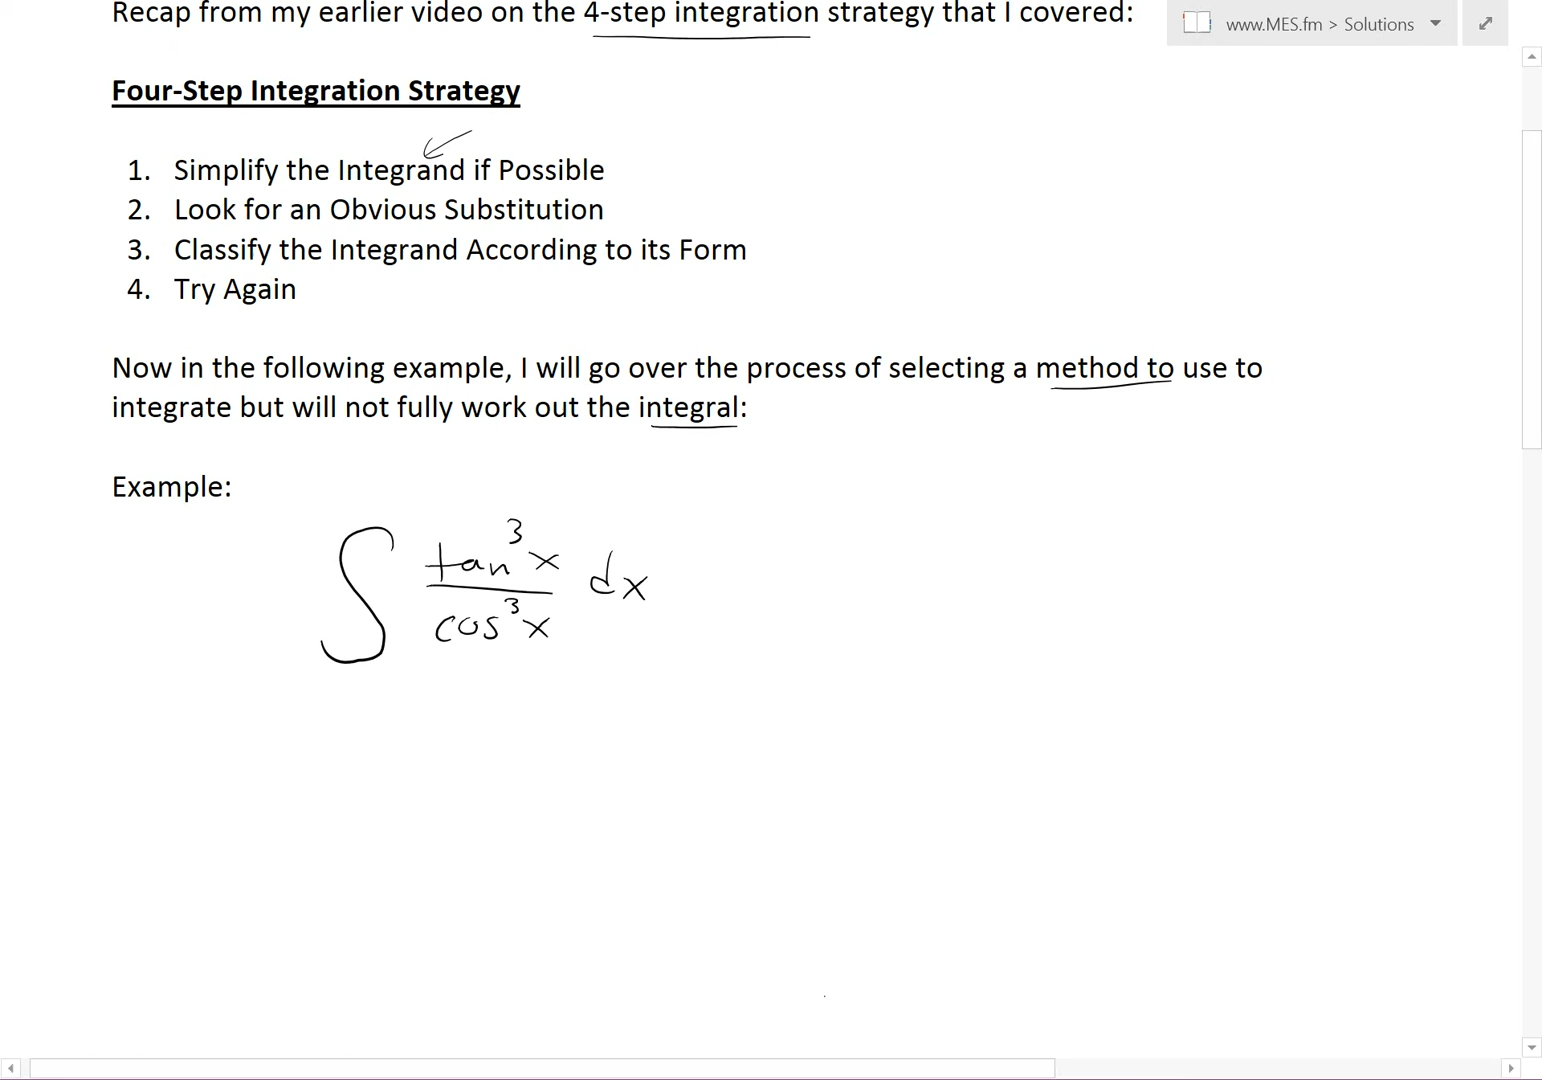 Recap from my earlier video on the 4-step integration strategy that I covered:
www.MES.fm > Solutions
Four-Step Integration Strategy
1. Simplify the Integrand if Possible
2. Look for an Obvious Substitution
3. Classify the Integrand According to its Form
4. Try Again
Now in the following example, I will go over the process of selecting a method to use to
integrate but will not fully work out the integral:
Example:
∫ tan³x / cos³x dx